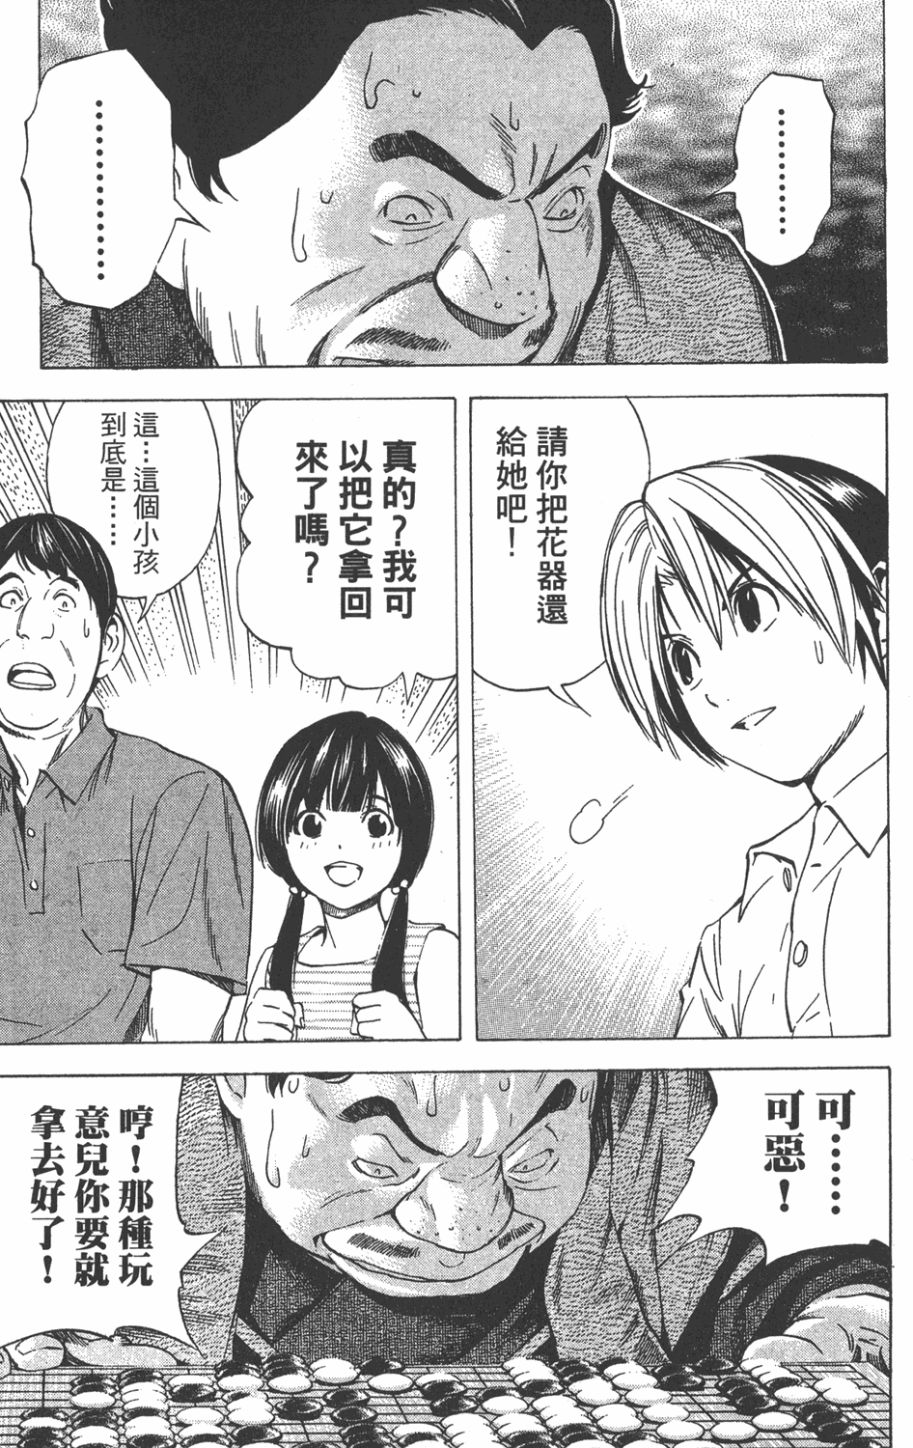 …………
………………
請你把花器還
給她吧！
真的？我可
以把它拿回
來了嗎？
這…這個小孩
到底是……
可……
可惡！
哼！那種玩
意兒你要就
拿去好了！